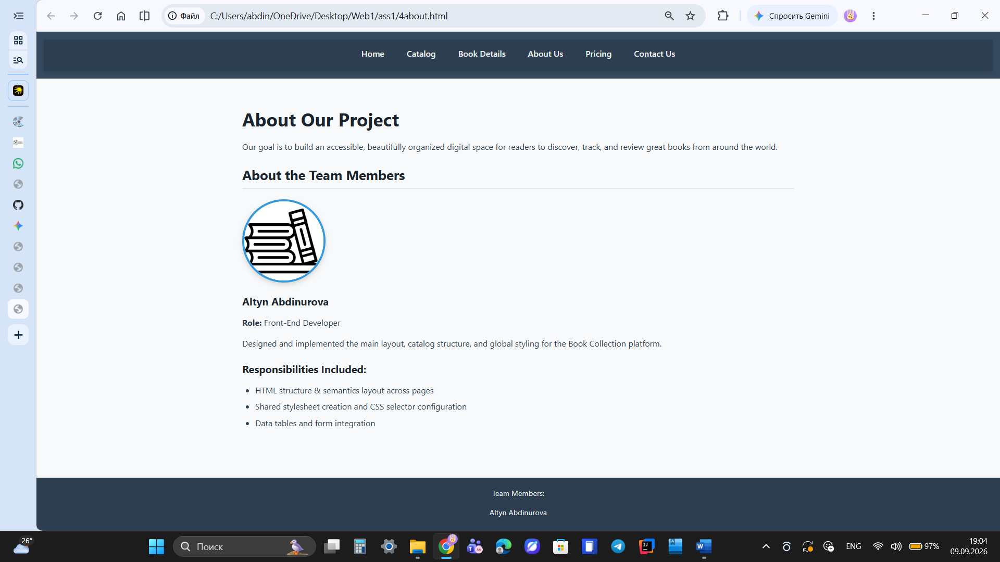 Файл
C:/Users/abdin/OneDrive/Desktop/Web1/ass1/4about.html
Спросить Gemini
Home
Catalog
Book Details
About Us
Pricing
Contact Us
About Our Project
Our goal is to build an accessible, beautifully organized digital space for readers to discover, track, and review great books from around the world.
About the Team Members
Altyn Abdinurova
Role: Front-End Developer
Designed and implemented the main layout, catalog structure, and global styling for the Book Collection platform.
Responsibilities Included:
HTML structure & semantics layout across pages
Shared stylesheet creation and CSS selector configuration
Data tables and form integration
Team Members:
Altyn Abdinurova
26°
Поиск
ENG
97%
19:04
09.09.2026